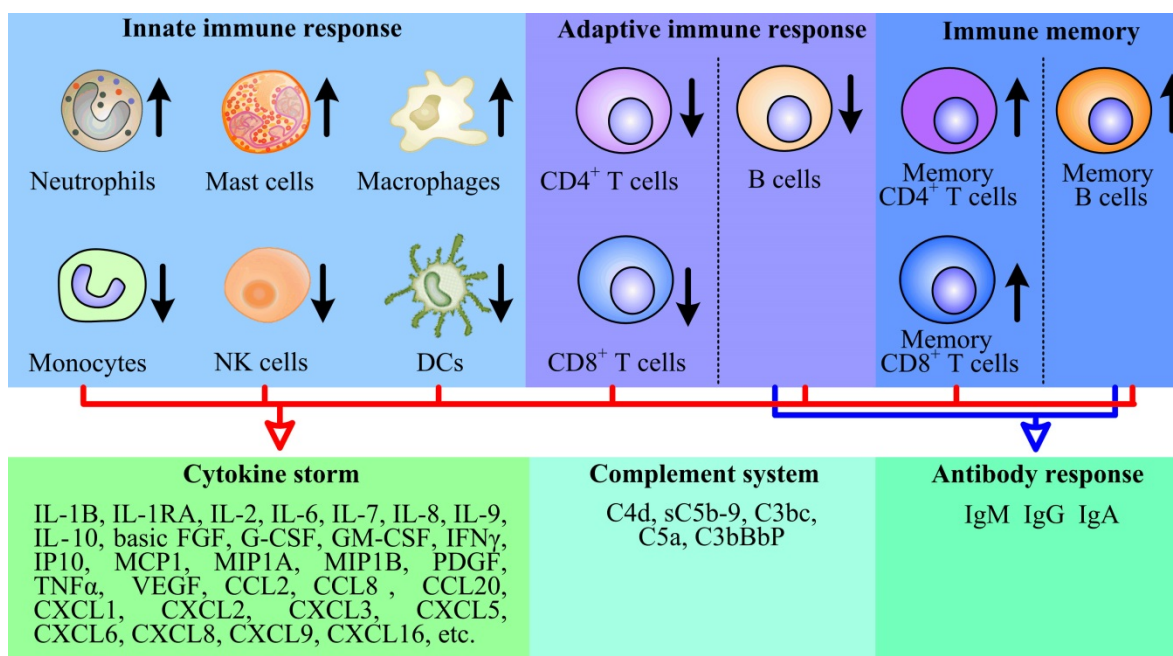 Innate immune response
Adaptive immune response
Immune memory
Neutrophils
Mast cells
Macrophages
CD4+ T cells
B cells
Memory
CD4+ T cells
Memory
B cells
Monocytes
NK cells
DCs
CD8+ T cells
Memory
CD8+ T cells
Cytokine storm
IL-1B, IL-1RA, IL-2, IL-6, IL-7, IL-8, IL-9,
IL-10, basic FGF, G-CSF, GM-CSF, IFNγ,
IP10, MCP1, MIP1A, MIP1B, PDGF,
TNFα, VEGF, CCL2, CCL8 , CCL20,
CXCL1, CXCL2, CXCL3, CXCL5,
CXCL6, CXCL8, CXCL9, CXCL16, etc.
Complement system
C4d, sC5b-9, C3bc,
C5a, C3bBbP
Antibody response
IgM IgG IgA